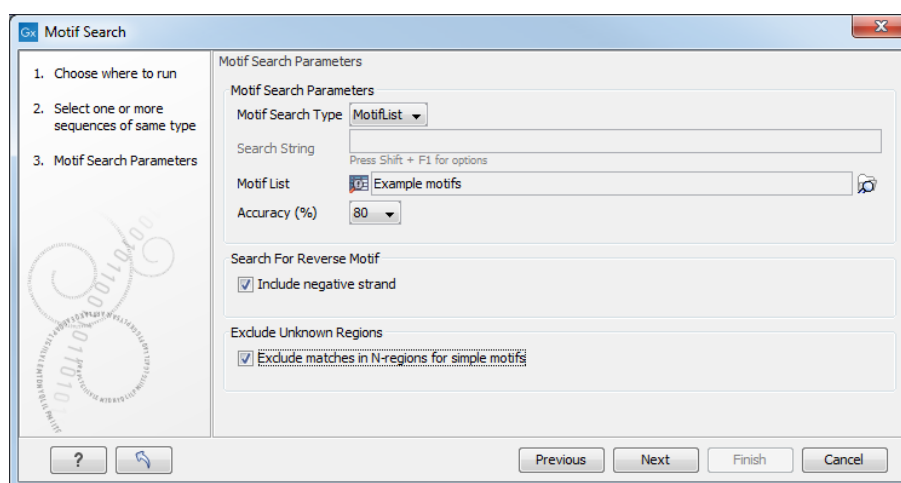 Gx Motif Search
1. Choose where to run
2. Select one or more
sequences of same type
3. Motif Search Parameters
Motif Search Parameters
Motif Search Parameters
Motif Search Type MotifList
Search String
Press Shift + F1 for options
Motif List Example motifs
Accuracy (%) 80
Search For Reverse Motif
Include negative strand
Exclude Unknown Regions
Exclude matches in N-regions for simple motifs
? Previous Next Finish Cancel